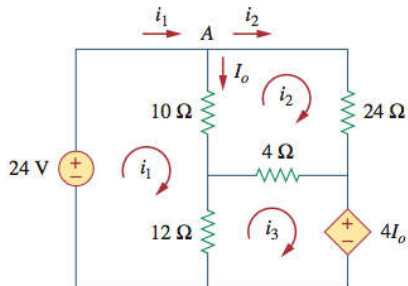 i₁ A i₂
Iₒ
10 Ω i₂ 24 Ω
4 Ω
24 V + − i₁
12 Ω i₃ + − 4Iₒ